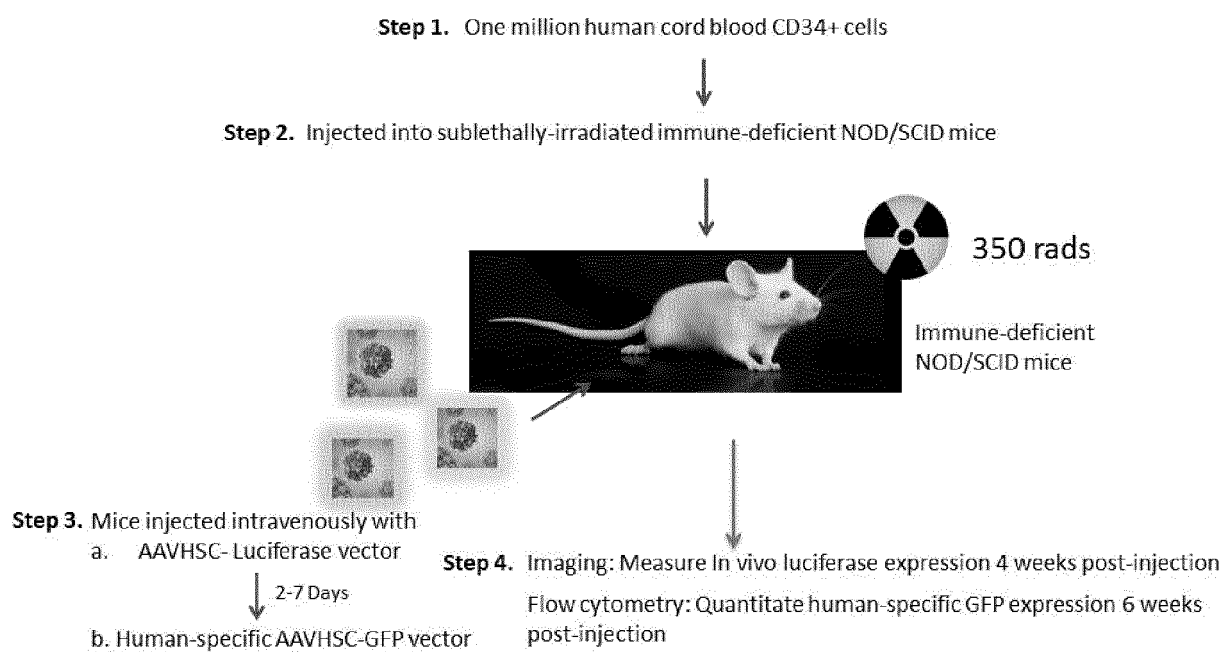 Step 1. One million human cord blood CD34+ cells
Step 2. Injected into sublethally-irradiated immune-deficient NOD/SCID mice
350 rads
Immune-deficient
NOD/SCID mice
Step 3. Mice injected intravenously with
a. AAVHSC- Luciferase vector
2-7 Days
b. Human-specific AAVHSC-GFP vector
Step 4. Imaging: Measure In vivo luciferase expression 4 weeks post-injection
Flow cytometry: Quantitate human-specific GFP expression 6 weeks
post-injection